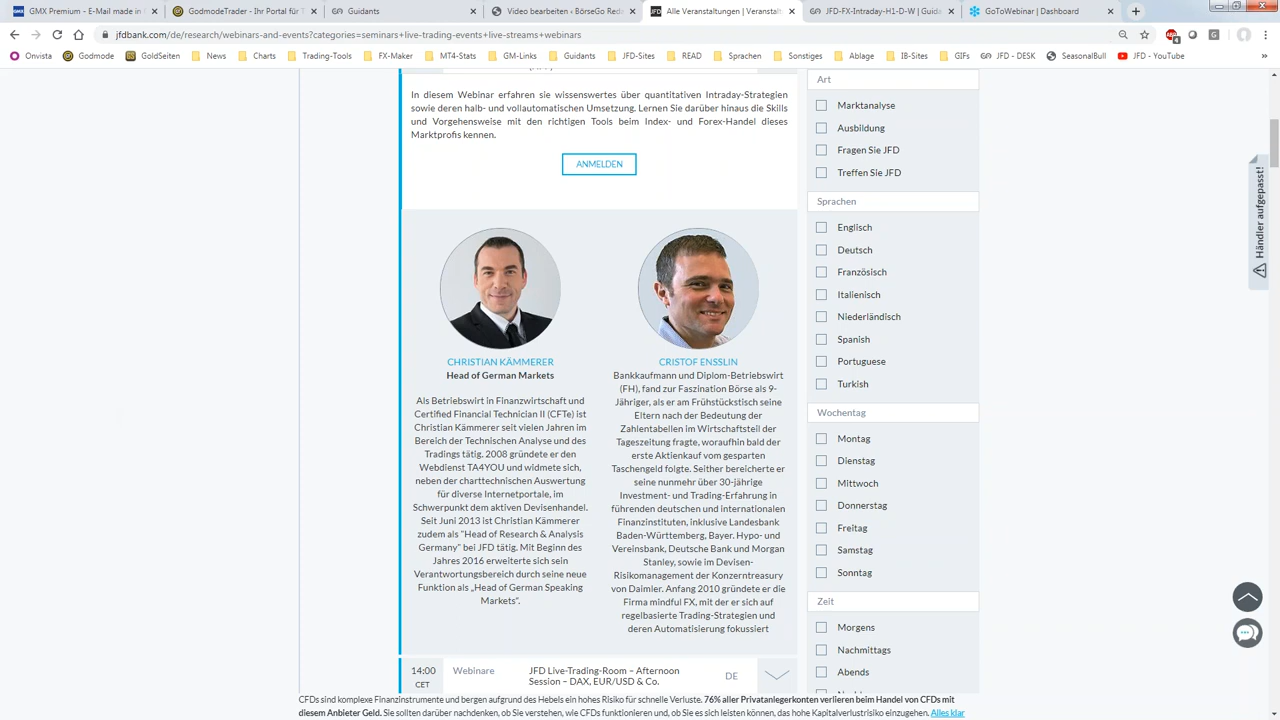 GMX Premium - E-Mail made in
GodmodeTrader - Ihr Portal für T
Guidants
Video bearbeiten « BörseGo Red
Alle Veranstaltungen | Veranstalt
JFD-FX-Intraday-H1-D-W | Guida
GoToWebinar | Dashboard
jfdbank.com/de/research/webinars-and-events?categories=seminars+live-trading-events+live-streams+webinars
Onvista
Godmode
GoldSeiten
News
Charts
Trading-Tools
FX-Maker
MT4-Stats
GM-Links
Guidants
JFD-Sites
READ
Sprachen
Sonstiges
Ablage
IB-Sites
GIFs
JFD - DESK
SeasonalBull
JFD - YouTube
In diesem Webinar erfahren sie wissenswertes über quantitativen Intraday-Strategien
sowie deren halb- und vollautomatischen Umsetzung. Lernen Sie darüber hinaus die Skills
und Vorgehensweise mit den richtigen Tools beim Index- und Forex-Handel dieses
Marktprofis kennen.
ANMELDEN
CHRISTIAN KÄMMERER
Head of German Markets
Als Betriebswirt in Finanzwirtschaft und
Certified Financial Technician II (CFTe) ist
Christian Kämmerer seit vielen Jahren im
Bereich der Technischen Analyse und des
Tradings tätig. 2008 gründete er den
Webdienst TA4YOU und widmete sich,
neben der charttechnischen Auswertung
für diverse Internetportale, im
Schwerpunkt dem aktiven Devisenhandel.
Seit Juni 2013 ist Christian Kämmerer
zudem als "Head of Research & Analysis
Germany" bei JFD tätig. Mit Beginn des
Jahres 2016 erweiterte sich sein
Verantwortungsbereich durch seine neue
Funktion als „Head of German Speaking
Markets“.
CRISTOF ENSSLIN
Bankkaufmann und Diplom-Betriebswirt
(FH), fand zur Faszination Börse als 9-
Jähriger, als er am Frühstückstisch seine
Eltern nach der Bedeutung der
Zahlentabellen im Wirtschaftsteil der
Tageszeitung fragte, woraufhin bald der
erste Aktienkauf vom gesparten
Taschengeld folgte. Seither bereicherte er
seine nunmehr über 30-jährige
Investment- und Trading-Erfahrung in
führenden deutschen und internationalen
Finanzinstituten, inklusive Landesbank
Baden-Württemberg, Bayer. Hypo- und
Vereinsbank, Deutsche Bank und Morgan
Stanley, sowie im Devisen-
Risikomanagement der Konzerntreasury
von Daimler. Anfang 2010 gründete er die
Firma mindful FX, mit der er sich auf
regelbasierte Trading-Strategien und
deren Automatisierung fokussiert
14:00
CET
Webinare
JFD Live-Trading-Room – Afternoon
Session – DAX, EUR/USD & Co.
DE
Art
Marktanalyse
Ausbildung
Fragen Sie JFD
Treffen Sie JFD
Sprachen
Englisch
Deutsch
Französisch
Italienisch
Niederländisch
Spanish
Portuguese
Turkish
Wochentag
Montag
Dienstag
Mittwoch
Donnerstag
Freitag
Samstag
Sonntag
Zeit
Morgens
Nachmittags
Abends
Händler aufgepasst!
CFDs sind komplexe Finanzinstrumente und bergen aufgrund des Hebels ein hohes Risiko für schnelle Verluste. 76% aller Privatanlegerkonten verlieren beim Handel von CFDs mit
diesem Anbieter Geld. Sie sollten darüber nachdenken, ob Sie verstehen, wie CFDs funktionieren und, ob Sie es sich leisten können, das hohe Kapitalverlustrisiko einzugehen. Alles klar